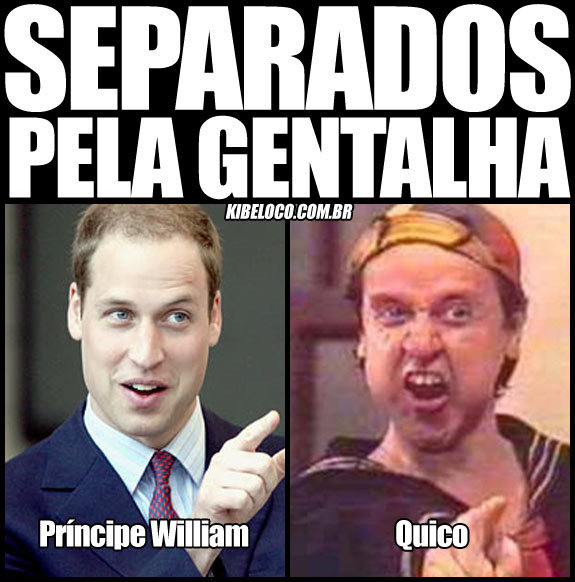 SEPARADOS
PELA GENTALHA
KIBELOCO.COM.BR
Príncipe William
Quico